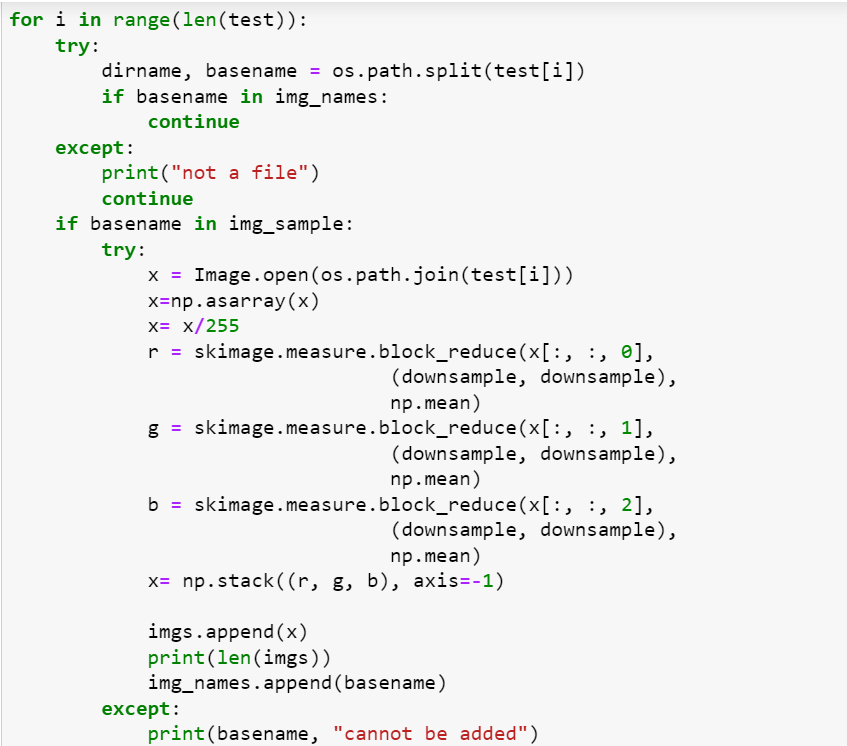 for i in range(len(test)):
    try:
        dirname, basename = os.path.split(test[i])
        if basename in img_names:
            continue
    except:
        print("not a file")
        continue
    if basename in img_sample:
        try:
            x = Image.open(os.path.join(test[i]))
            x=np.asarray(x)
            x= x/255
            r = skimage.measure.block_reduce(x[:, :, 0],
                                 (downsample, downsample),
                                 np.mean)
            g = skimage.measure.block_reduce(x[:, :, 1],
                                 (downsample, downsample),
                                 np.mean)
            b = skimage.measure.block_reduce(x[:, :, 2],
                                 (downsample, downsample),
                                 np.mean)
            x= np.stack((r, g, b), axis=-1)

            imgs.append(x)
            print(len(imgs))
            img_names.append(basename)
        except:
            print(basename, "cannot be added")